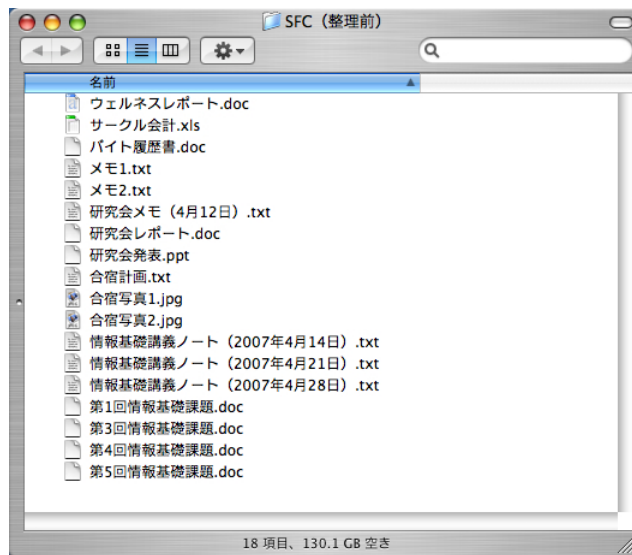 SFC（整理前）
名前
ウェルネスレポート.doc
サークル会計.xls
バイト履歴書.doc
メモ1.txt
メモ2.txt
研究会メモ（4月12日）.txt
研究会レポート.doc
研究会発表.ppt
合宿計画.txt
合宿写真1.jpg
合宿写真2.jpg
情報基礎講義ノート（2007年4月14日）.txt
情報基礎講義ノート（2007年4月21日）.txt
情報基礎講義ノート（2007年4月28日）.txt
第1回情報基礎課題.doc
第3回情報基礎課題.doc
第4回情報基礎課題.doc
第5回情報基礎課題.doc
18 項目、130.1 GB 空き